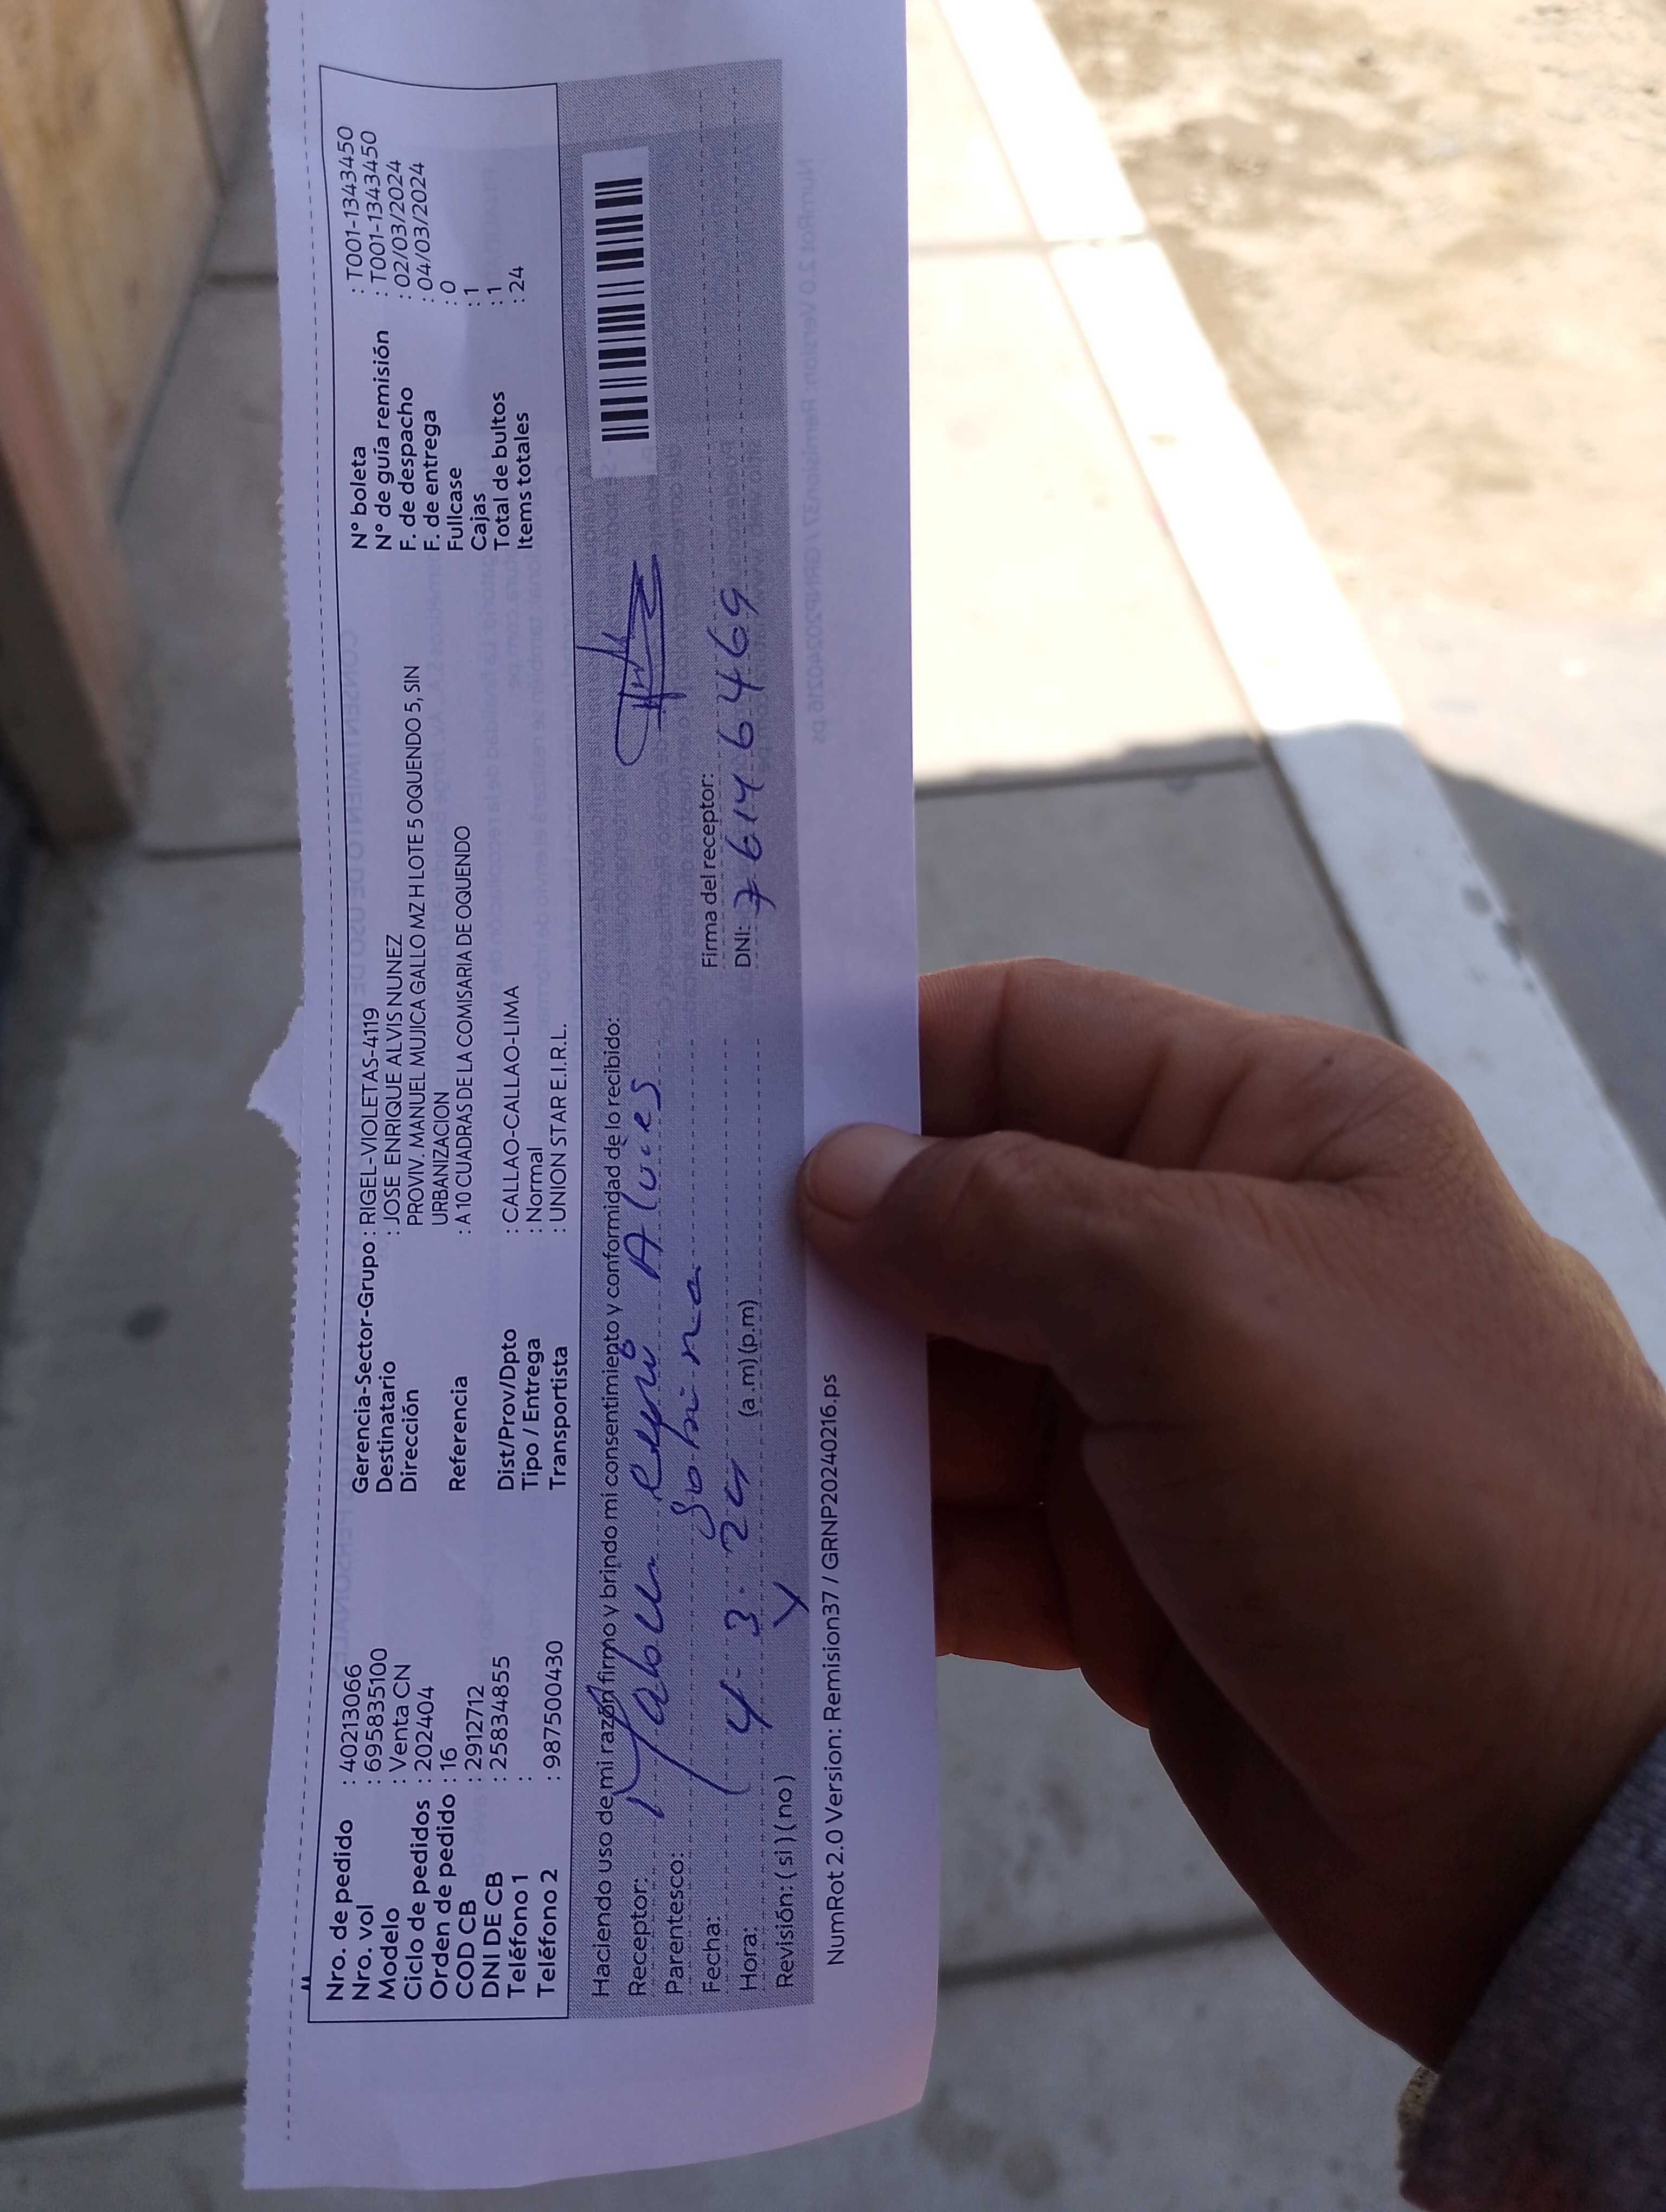 Nro. de pedido : 40213066
Nro. vol : 695835100
Modelo : Venta CN
Ciclo de pedidos : 202404
Orden de pedido : 16
COD CB : 2912712
DNI DE CB : 25834855
Teléfono 1 :
Teléfono 2 : 987500430
Gerencia-Sector-Grupo : RIGEL-VIOLETAS-4119
Destinatario : JOSE ENRIQUE ALVIS NUNEZ
Dirección PROVIV. MANUEL MUJICA GALLO MZ H LOTE 5 OQUENDO 5, SIN
URBANIZACION
Referencia : A 10 CUADRAS DE LA COMISARIA DE OQUENDO
Dist/Prov/Dpto : CALLAO-CALLAO-LIMA
Tipo / Entrega : Normal
Transportista : UNION STAR E.I.R.L.
N° boleta : T001-1343450
N° de guía remisión : T001-1343450
F. de despacho : 02/03/2024
F. de entrega : 04/03/2024
Fullcase : 0
Cajas : 1
Total de bultos : 1
Items totales : 24
Haciendo uso de mi razón firmo y brindo mi consentimiento y conformidad de lo recibido:
Receptor:
Parentesco: Sobrina
Fecha: 4-3-24
Firma del receptor:
Hora: (a.m) (p.m)
DNI: 76146469
Revisión: ( si ) ( no )
NumRot 2.0 Version: Remision37 / GRNP20240216.ps